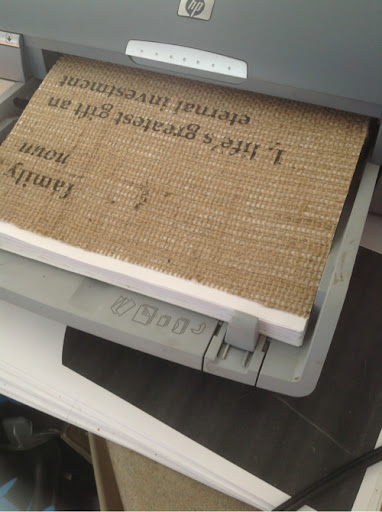 hp
family
noun
1. life's greatest gift an
eternal investment